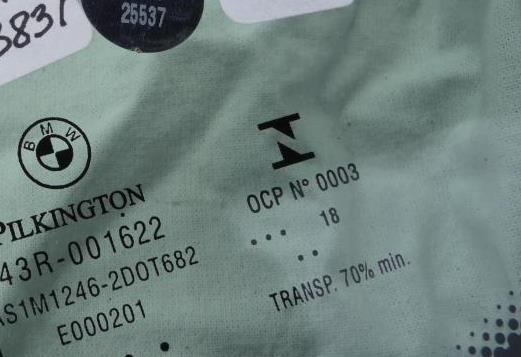 25537
BMW
PILKINGTON
43R-001622
AS1M1246-2DOT682
E000201
OCP N° 0003
18
TRANSP. 70% min.